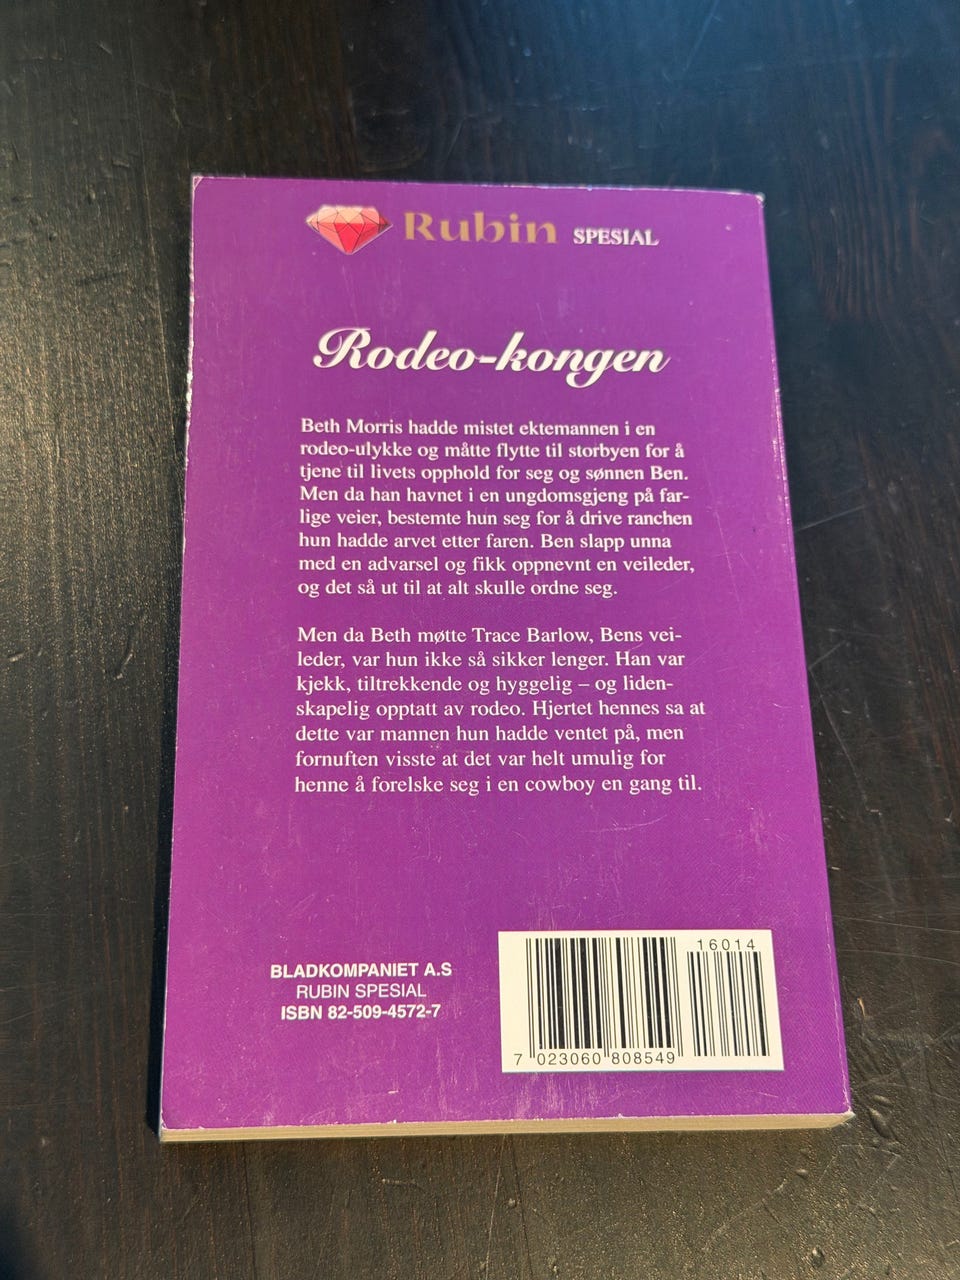 Rubin SPESIAL
Rodeo-kongen
Beth Morris hadde mistet ektemannen i en
rodeo-ulykke og måtte flytte til storbyen for å
tjene til livets opphold for seg og sønnen Ben.
Men da han havnet i en ungdomsgjeng på far-
lige veier, bestemte hun seg for å drive ranchen
hun hadde arvet etter faren. Ben slapp unna
med en advarsel og fikk oppnevnt en veileder,
og det så ut til at alt skulle ordne seg.
Men da Beth møtte Trace Barlow, Bens vei-
leder, var hun ikke så sikker lenger. Han var
kjekk, tiltrekkende og hyggelig – og liden-
skapelig opptatt av rodeo. Hjertet hennes sa at
dette var mannen hun hadde ventet på, men
fornuften visste at det var helt umulig for
henne å forelske seg i en cowboy en gang til.
BLADKOMPANIET A.S
RUBIN SPESIAL
ISBN 82-509-4572-7
16014
7 023060 808549